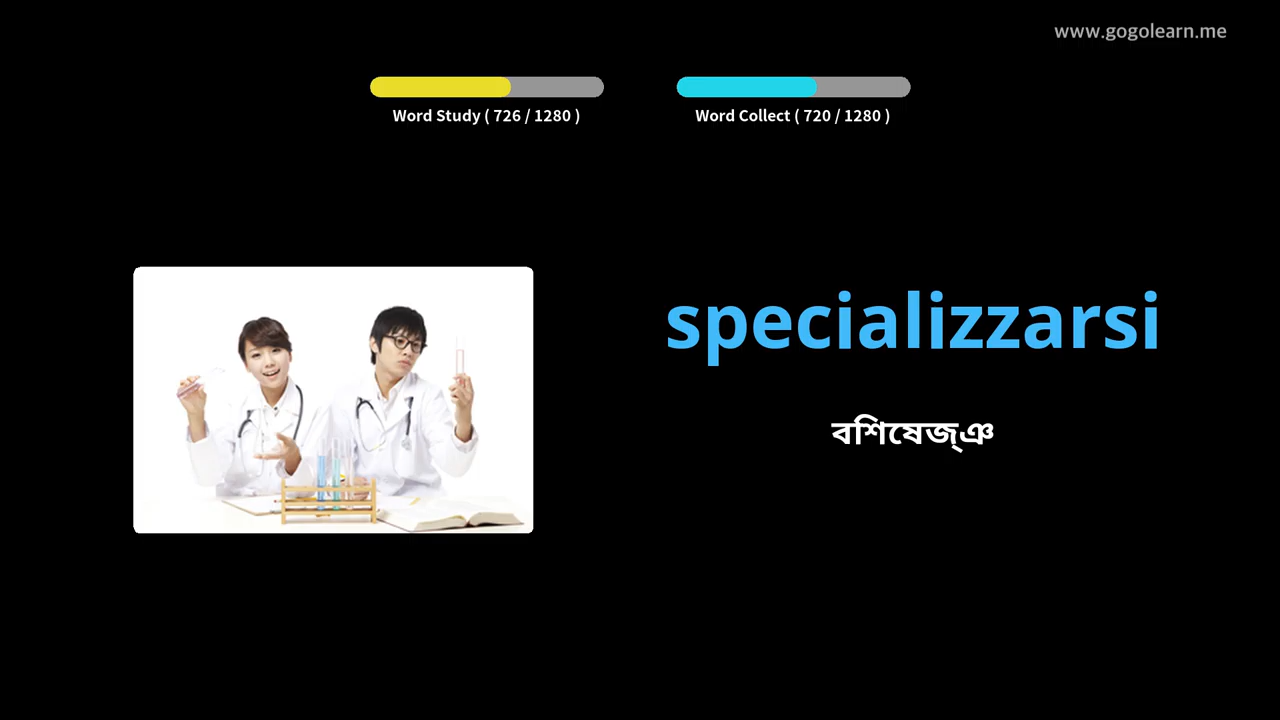 www.gogolearn.me
Word Study ( 726 / 1280 )
Word Collect ( 720 / 1280 )
specializzarsi
বশিষেজ্ঞ